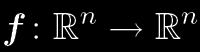 𝒇: ℝⁿ → ℝⁿ